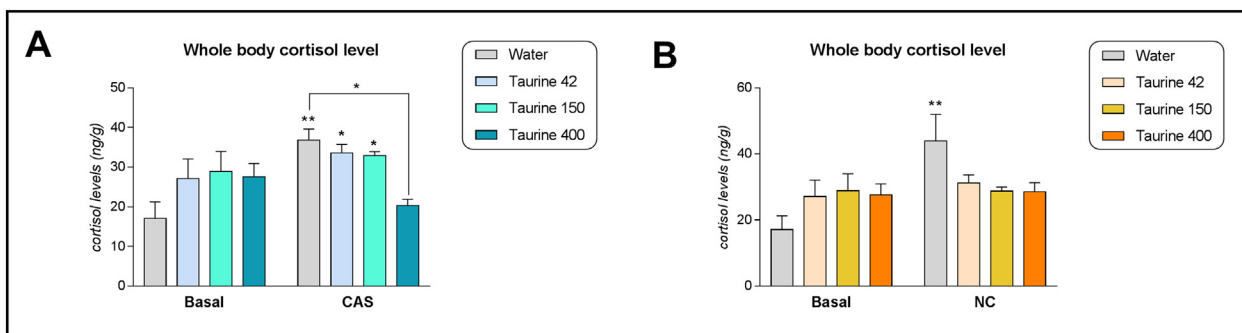 A
Whole body cortisol level
Water
Taurine 42
Taurine 150
Taurine 400
cortisol levels (ng/g)
50
40
30
20
10
0
**
*
*
*
Basal
CAS
B
Whole body cortisol level
Water
Taurine 42
Taurine 150
Taurine 400
cortisol levels (ng/g)
60
40
20
0
**
Basal
NC